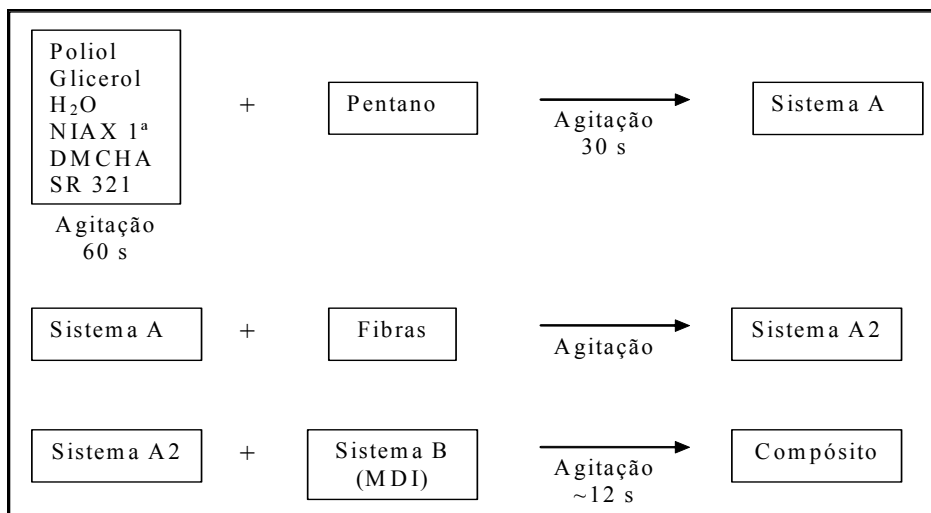 Poliol
Glicerol
H₂O
NIAX 1ª
DMCHA
SR 321
Agitação
60 s
+
Pentano
Agitação
30 s
Sistema A
Sistema A
+
Fibras
Agitação
Sistema A2
Sistema A2
+
Sistema B
(MDI)
Agitação
~12 s
Compósito